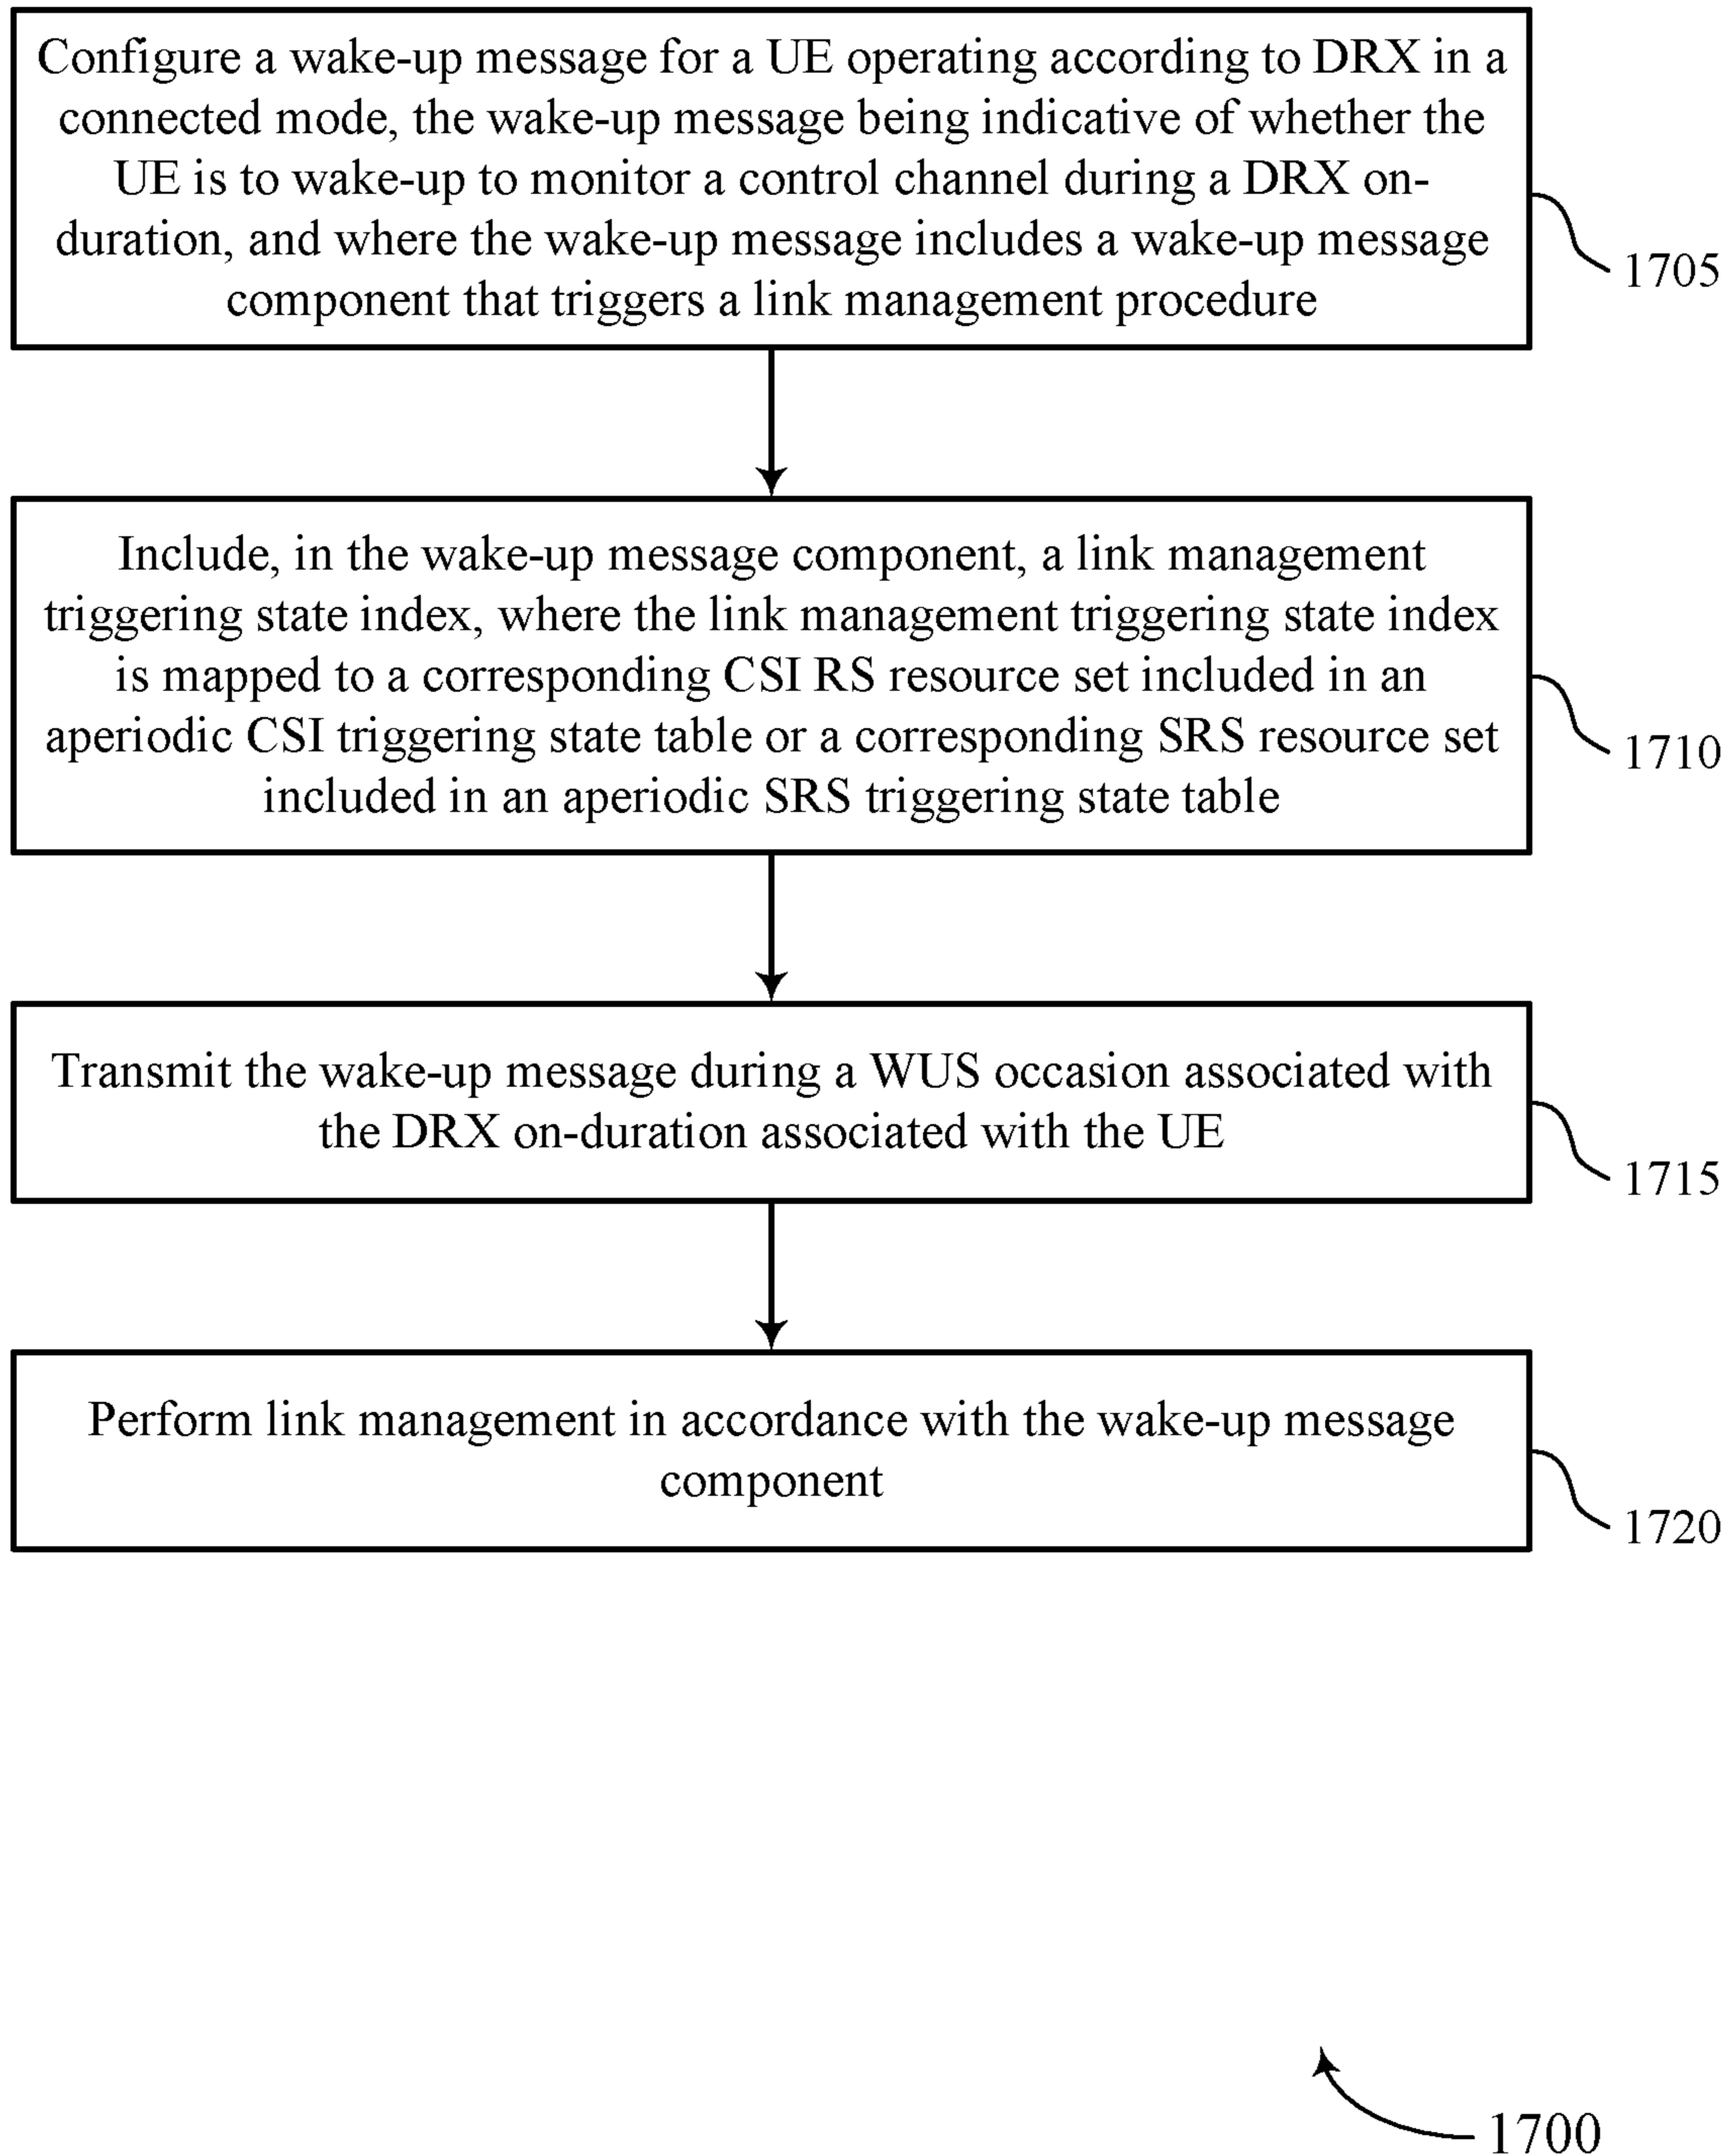 Configure a wake-up message for a UE operating according to DRX in a
connected mode, the wake-up message being indicative of whether the
UE is to wake-up to monitor a control channel during a DRX on-
duration, and where the wake-up message includes a wake-up message
component that triggers a link management procedure
1705
Include, in the wake-up message component, a link management
triggering state index, where the link management triggering state index
is mapped to a corresponding CSI RS resource set included in an
aperiodic CSI triggering state table or a corresponding SRS resource set
included in an aperiodic SRS triggering state table
1710
Transmit the wake-up message during a WUS occasion associated with
the DRX on-duration associated with the UE
1715
Perform link management in accordance with the wake-up message
component
1720
1700